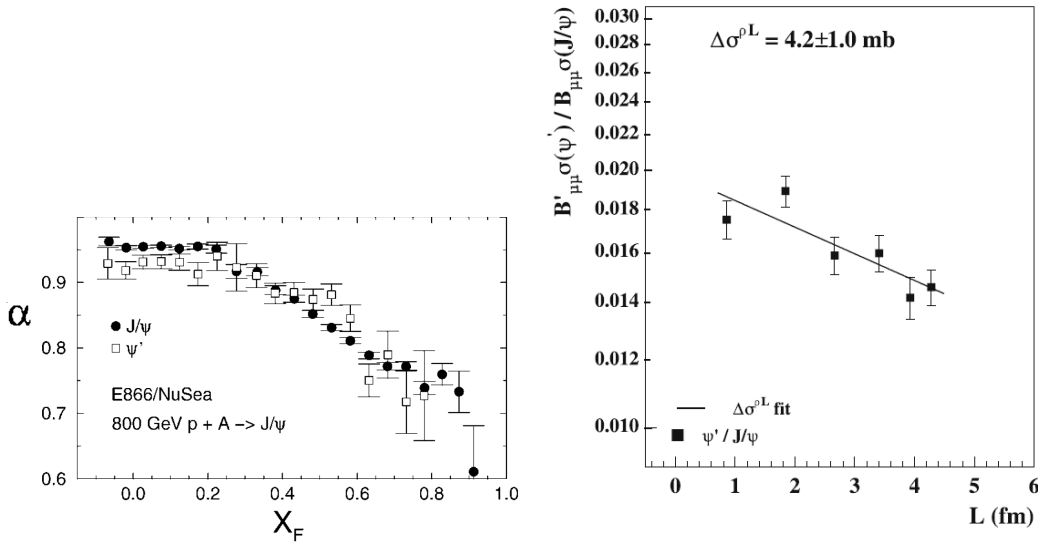 0.9
0.8
0.7
0.6
α
J/ψ
ψ'
E866/NuSea
800 GeV p + A –> J/ψ
0.0 0.2 0.4 0.6 0.8 1.0
X_F
B'μμσ(ψ') / Bμμσ(J/ψ)
0.030
0.028
0.026
0.024
0.022
0.020
0.018
0.016
0.014
0.012
0.010
Δσ^ρL = 4.2±1.0 mb
Δσ^ρL fit
ψ' / J/ψ
0 1 2 3 4 5 6
L (fm)